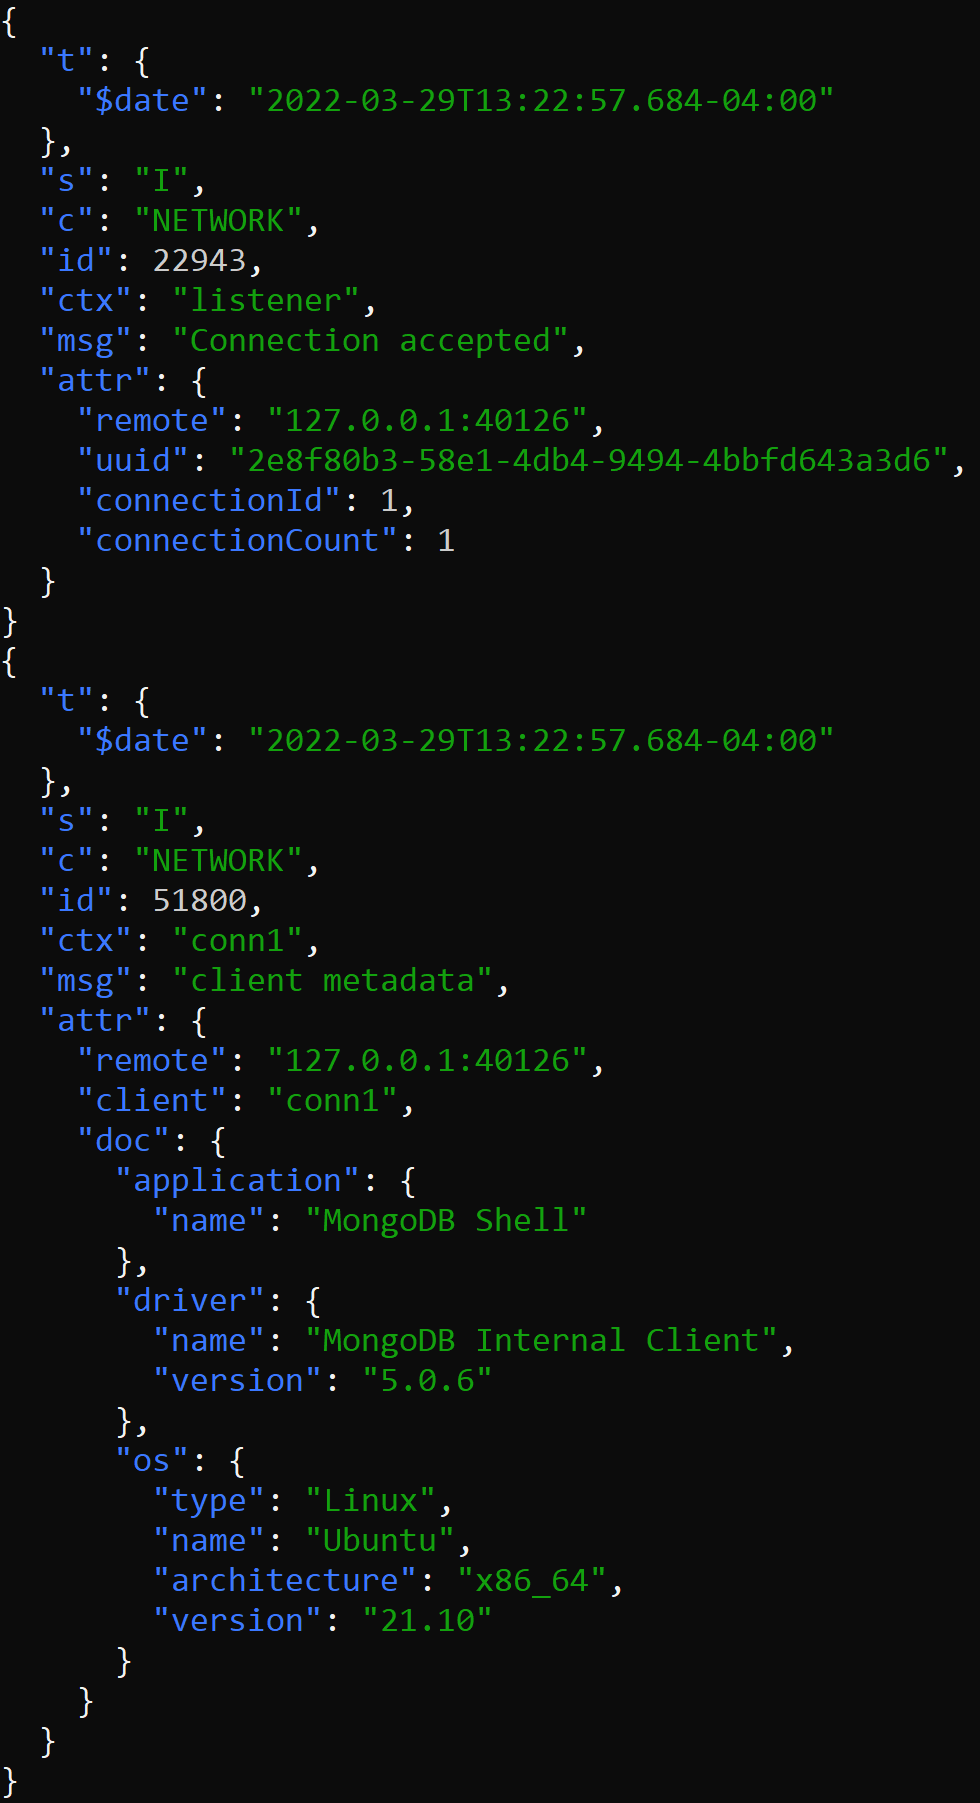 {
  "t": {
    "$date": "2022-03-29T13:22:57.684-04:00"
  },
  "s": "I",
  "c": "NETWORK",
  "id": 22943,
  "ctx": "listener",
  "msg": "Connection accepted",
  "attr": {
    "remote": "127.0.0.1:40126",
    "uuid": "2e8f80b3-58e1-4db4-9494-4bbfd643a3d6",
    "connectionId": 1,
    "connectionCount": 1
  }
}
{
  "t": {
    "$date": "2022-03-29T13:22:57.684-04:00"
  },
  "s": "I",
  "c": "NETWORK",
  "id": 51800,
  "ctx": "conn1",
  "msg": "client metadata",
  "attr": {
    "remote": "127.0.0.1:40126",
    "client": "conn1",
    "doc": {
      "application": {
        "name": "MongoDB Shell"
      },
      "driver": {
        "name": "MongoDB Internal Client",
        "version": "5.0.6"
      },
      "os": {
        "type": "Linux",
        "name": "Ubuntu",
        "architecture": "x86_64",
        "version": "21.10"
      }
    }
  }
}